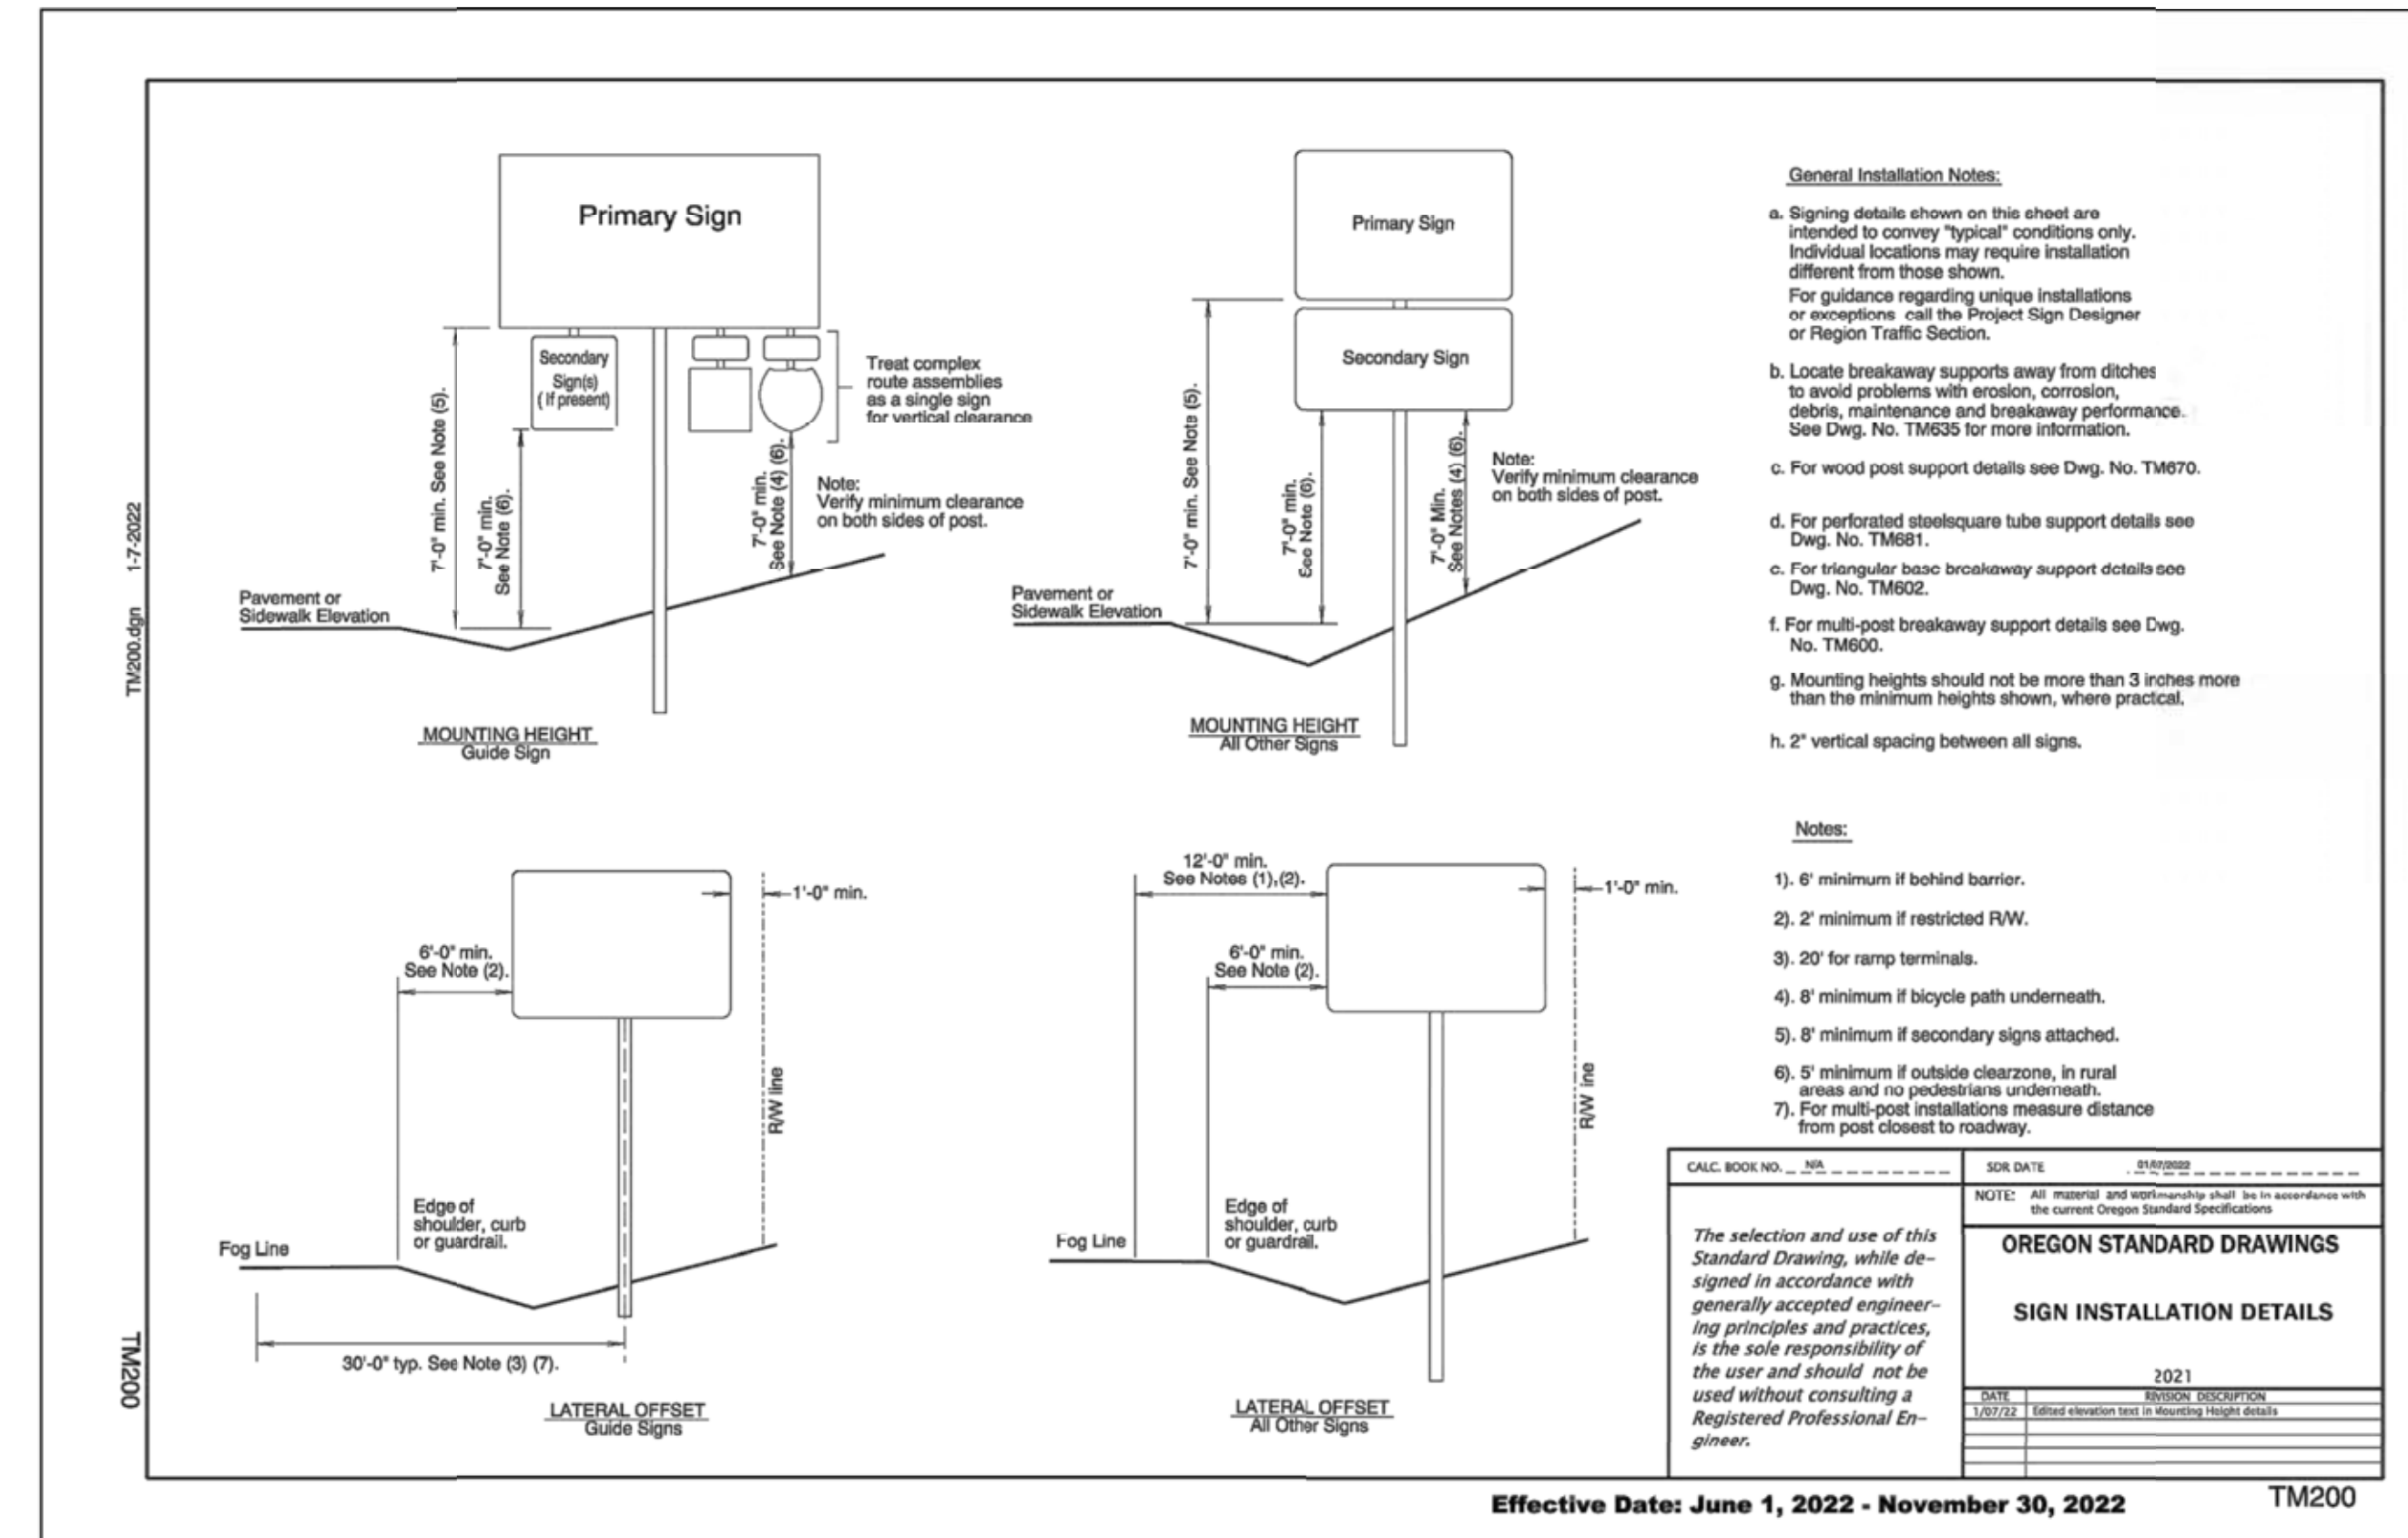 Primary Sign
Secondary
Sign(s)
( If present)
7'-0" min. See Note (5).
7'-0" min.
See Note (6).
Treat complex
route assemblies
as a single sign
for vertical clearance
7'-0" min.
See Note (4) (6).
Note:
Verify minimum clearance
on both sides of post.
Pavement or
Sidewalk Elevation
MOUNTING HEIGHT
Guide Sign
Primary Sign
Secondary Sign
7'-0" min. See Note (5).
7'-0" min.
See Note (6).
7'-0" Min.
See Notes (4) (6).
Note:
Verify minimum clearance
on both sides of post.
Pavement or
Sidewalk Elevation
MOUNTING HEIGHT
All Other Signs
General Installation Notes:
a. Signing details shown on this sheet are
intended to convey "typical" conditions only.
Individual locations may require installation
different from those shown.
For guidance regarding unique installations
or exceptions call the Project Sign Designer
or Region Traffic Section.
b. Locate breakaway supports away from ditches
to avoid problems with erosion, corrosion,
debris, maintenance and breakaway performance.
See Dwg. No. TM635 for more information.
c. For wood post support details see Dwg. No. TM670.
d. For perforated steelsquare tube support details see
Dwg. No. TM681.
e. For triangular base breakaway support details see
Dwg. No. TM602.
f. For multi-post breakaway support details see Dwg.
No. TM600.
g. Mounting heights should not be more than 3 inches more
than the minimum heights shown, where practical.
h. 2" vertical spacing between all signs.
TM200.dgn 1-7-2022
1'-0" min.
6'-0" min.
See Note (2).
R/W line
Edge of
shoulder, curb
or guardrail.
Fog Line
30'-0" typ. See Note (3) (7).
LATERAL OFFSET
Guide Signs
12'-0" min.
See Notes (1),(2).
1'-0" min.
6'-0" min.
See Note (2).
R/W ine
Edge of
shoulder, curb
or guardrail.
Fog Line
LATERAL OFFSET
All Other Signs
Notes:
1). 6' minimum if behind barrier.
2). 2' minimum if restricted R/W.
3). 20' for ramp terminals.
4). 8' minimum if bicycle path underneath.
5). 8' minimum if secondary signs attached.
6). 5' minimum if outside clearzone, in rural
areas and no pedestrians underneath.
7). For multi-post installations measure distance
from post closest to roadway.
TM200
CALC. BOOK NO. N/A
SDR DATE 01/07/2022
NOTE: All material and workmanship shall be in accordance with
the current Oregon Standard Specifications
The selection and use of this
Standard Drawing, while de-
signed in accordance with
generally accepted engineer-
ing principles and practices,
is the sole responsibility of
the user and should not be
used without consulting a
Registered Professional En-
gineer.
OREGON STANDARD DRAWINGS
SIGN INSTALLATION DETAILS
2021
DATE REVISION DESCRIPTION
1/07/22 Edited elevation text in Mounting Height details
Effective Date: June 1, 2022 - November 30, 2022
TM200